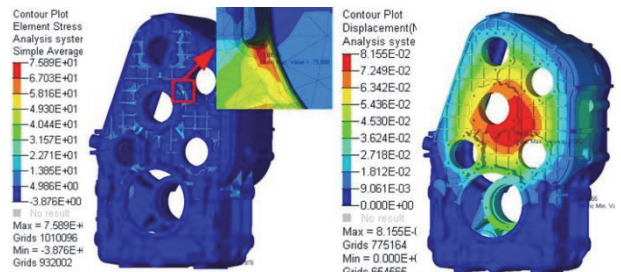 Contour Plot
Element Stress
Analysis syster
Simple Average
7.589E+01
6.703E+01
5.816E+01
4.930E+01
4.044E+01
3.157E+01
2.271E+01
1.385E+01
4.986E+00
-3.876E+00
No result
Max = 7.589E+
Grids 1010096
Min = -3.876E+
Grids 932002
Contour Plot
Displacement(N
Analysis system
8.155E-02
7.249E-02
6.342E-02
5.436E-02
4.530E-02
3.624E-02
2.718E-02
1.812E-02
9.061E-03
0.000E+00
No result
Max = 8.155E-
Grids 775164
Min = 0.000E+